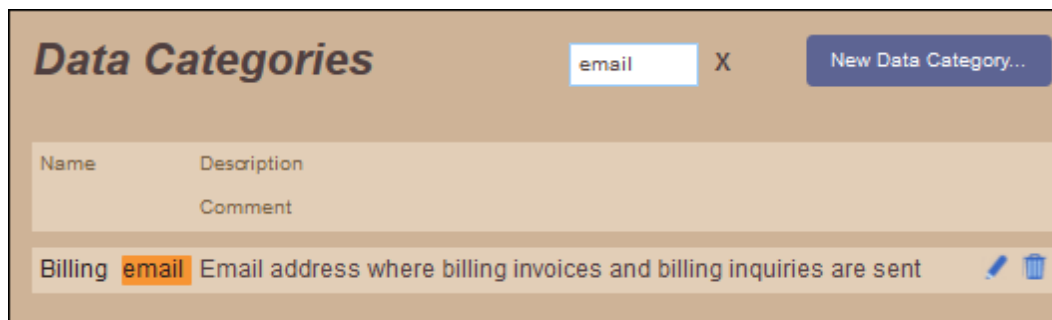 Data Categories
email X New Data Category...
Name Description
Comment
Billing email Email address where billing invoices and billing inquiries are sent